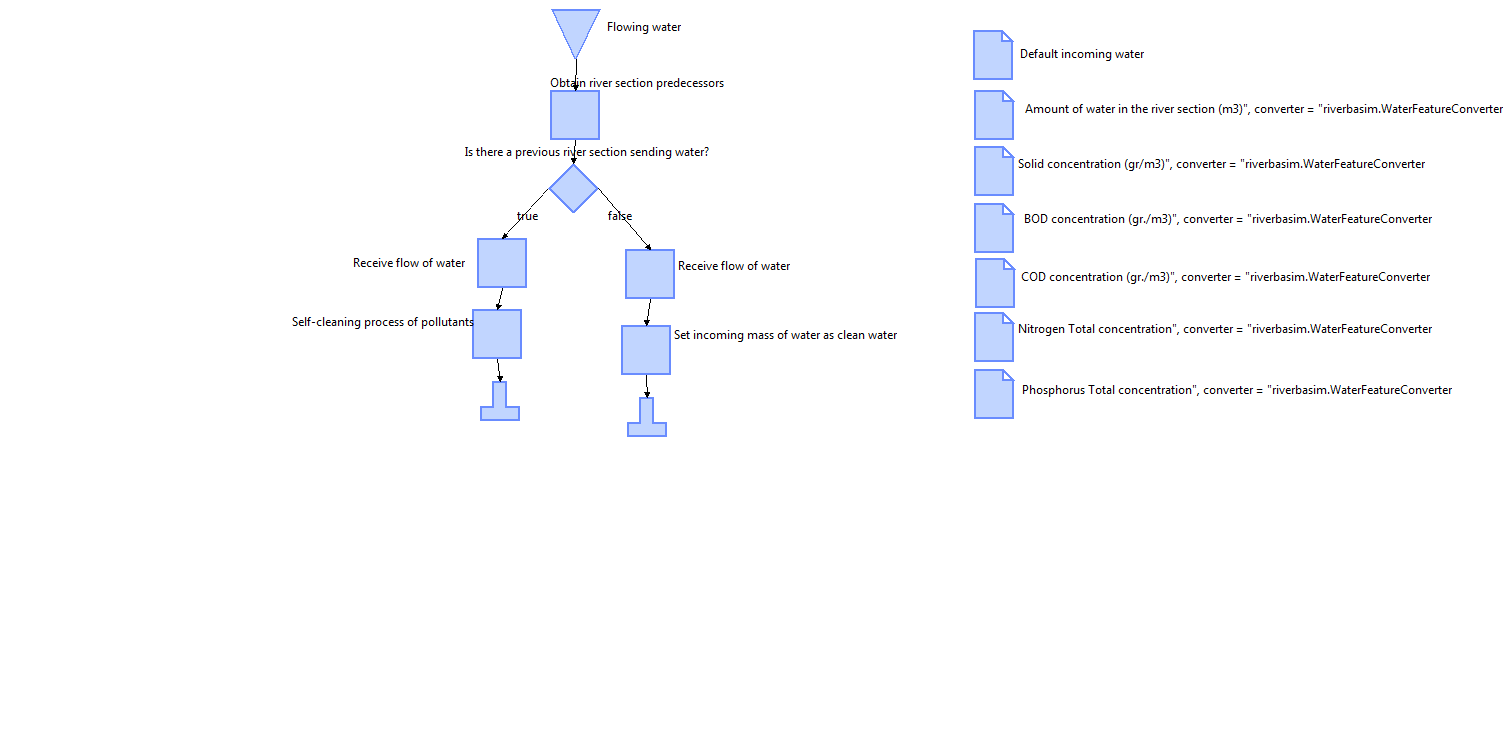 Flowing water
Obtain river section predecessors
Is there a previous river section sending water?
true
false
Receive flow of water
Receive flow of water
Self-cleaning process of pollutants
Set incoming mass of water as clean water
Default incoming water
Amount of water in the river section (m3)", converter = "riverbasim.WaterFeatureConverter
Solid concentration (gr/m3)", converter = "riverbasim.WaterFeatureConverter
BOD concentration (gr./m3)", converter = "riverbasim.WaterFeatureConverter
COD concentration (gr./m3)", converter = "riverbasim.WaterFeatureConverter
Nitrogen Total concentration", converter = "riverbasim.WaterFeatureConverter
Phosphorus Total concentration", converter = "riverbasim.WaterFeatureConverter